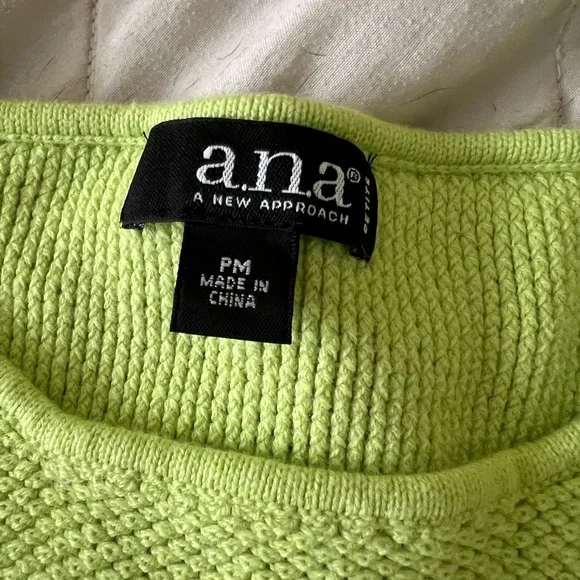 a.n.a®
A NEW APPROACH
PETITE
PM
MADE IN
CHINA